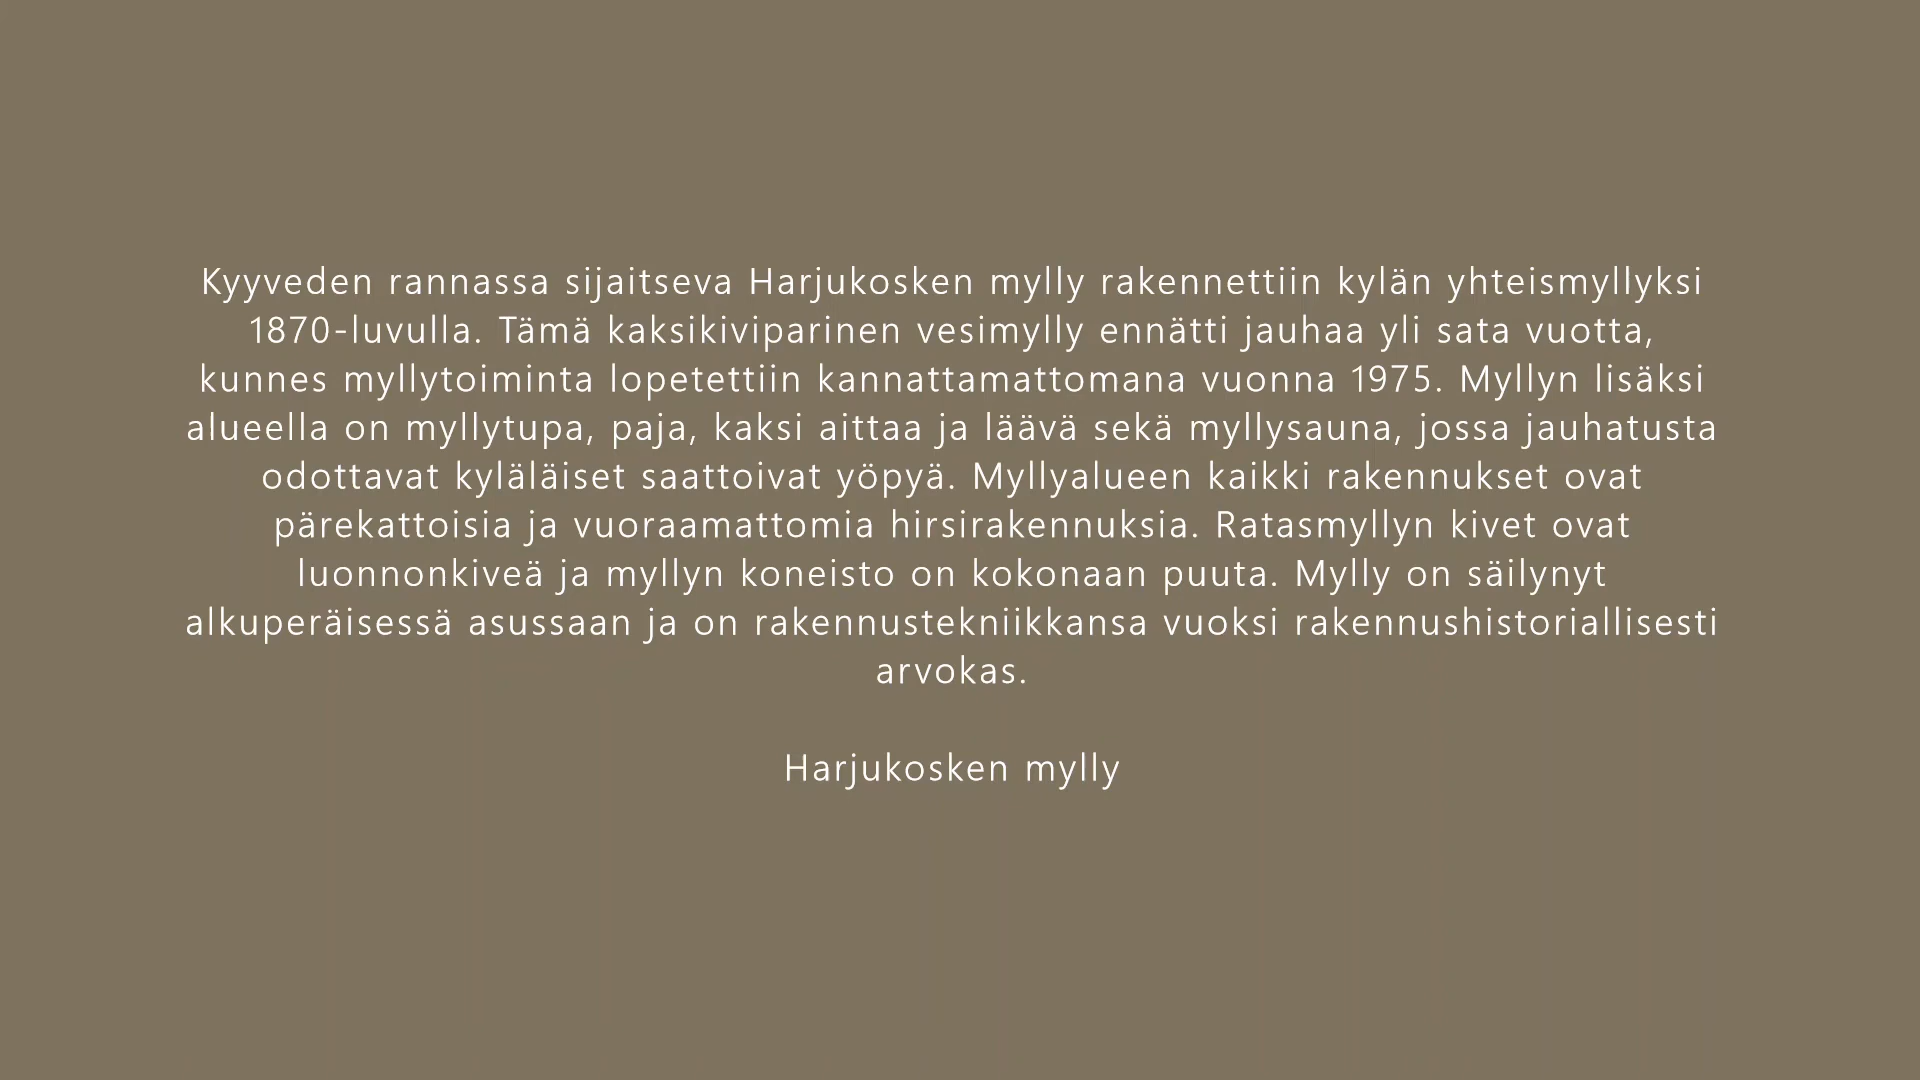 Kyyveden rannassa sijaitseva Harjukosken mylly rakennettiin kylän yhteismyllyksi
1870-luvulla. Tämä kaksikiviparinen vesimylly ennätti jauhaa yli sata vuotta,
kunnes myllytoiminta lopetettiin kannattamattomana vuonna 1975. Myllyn lisäksi
alueella on myllytupa, paja, kaksi aittaa ja läävä sekä myllysauna, jossa jauhatusta
odottavat kyläläiset saattoivat yöpyä. Myllyalueen kaikki rakennukset ovat
pärekattoisia ja vuoraamattomia hirsirakennuksia. Ratasmyllyn kivet ovat
luonnonkiveä ja myllyn koneisto on kokonaan puuta. Mylly on säilynyt
alkuperäisessä asussaan ja on rakennustekniikkansa vuoksi rakennushistoriallisesti
arvokas.
Harjukosken mylly